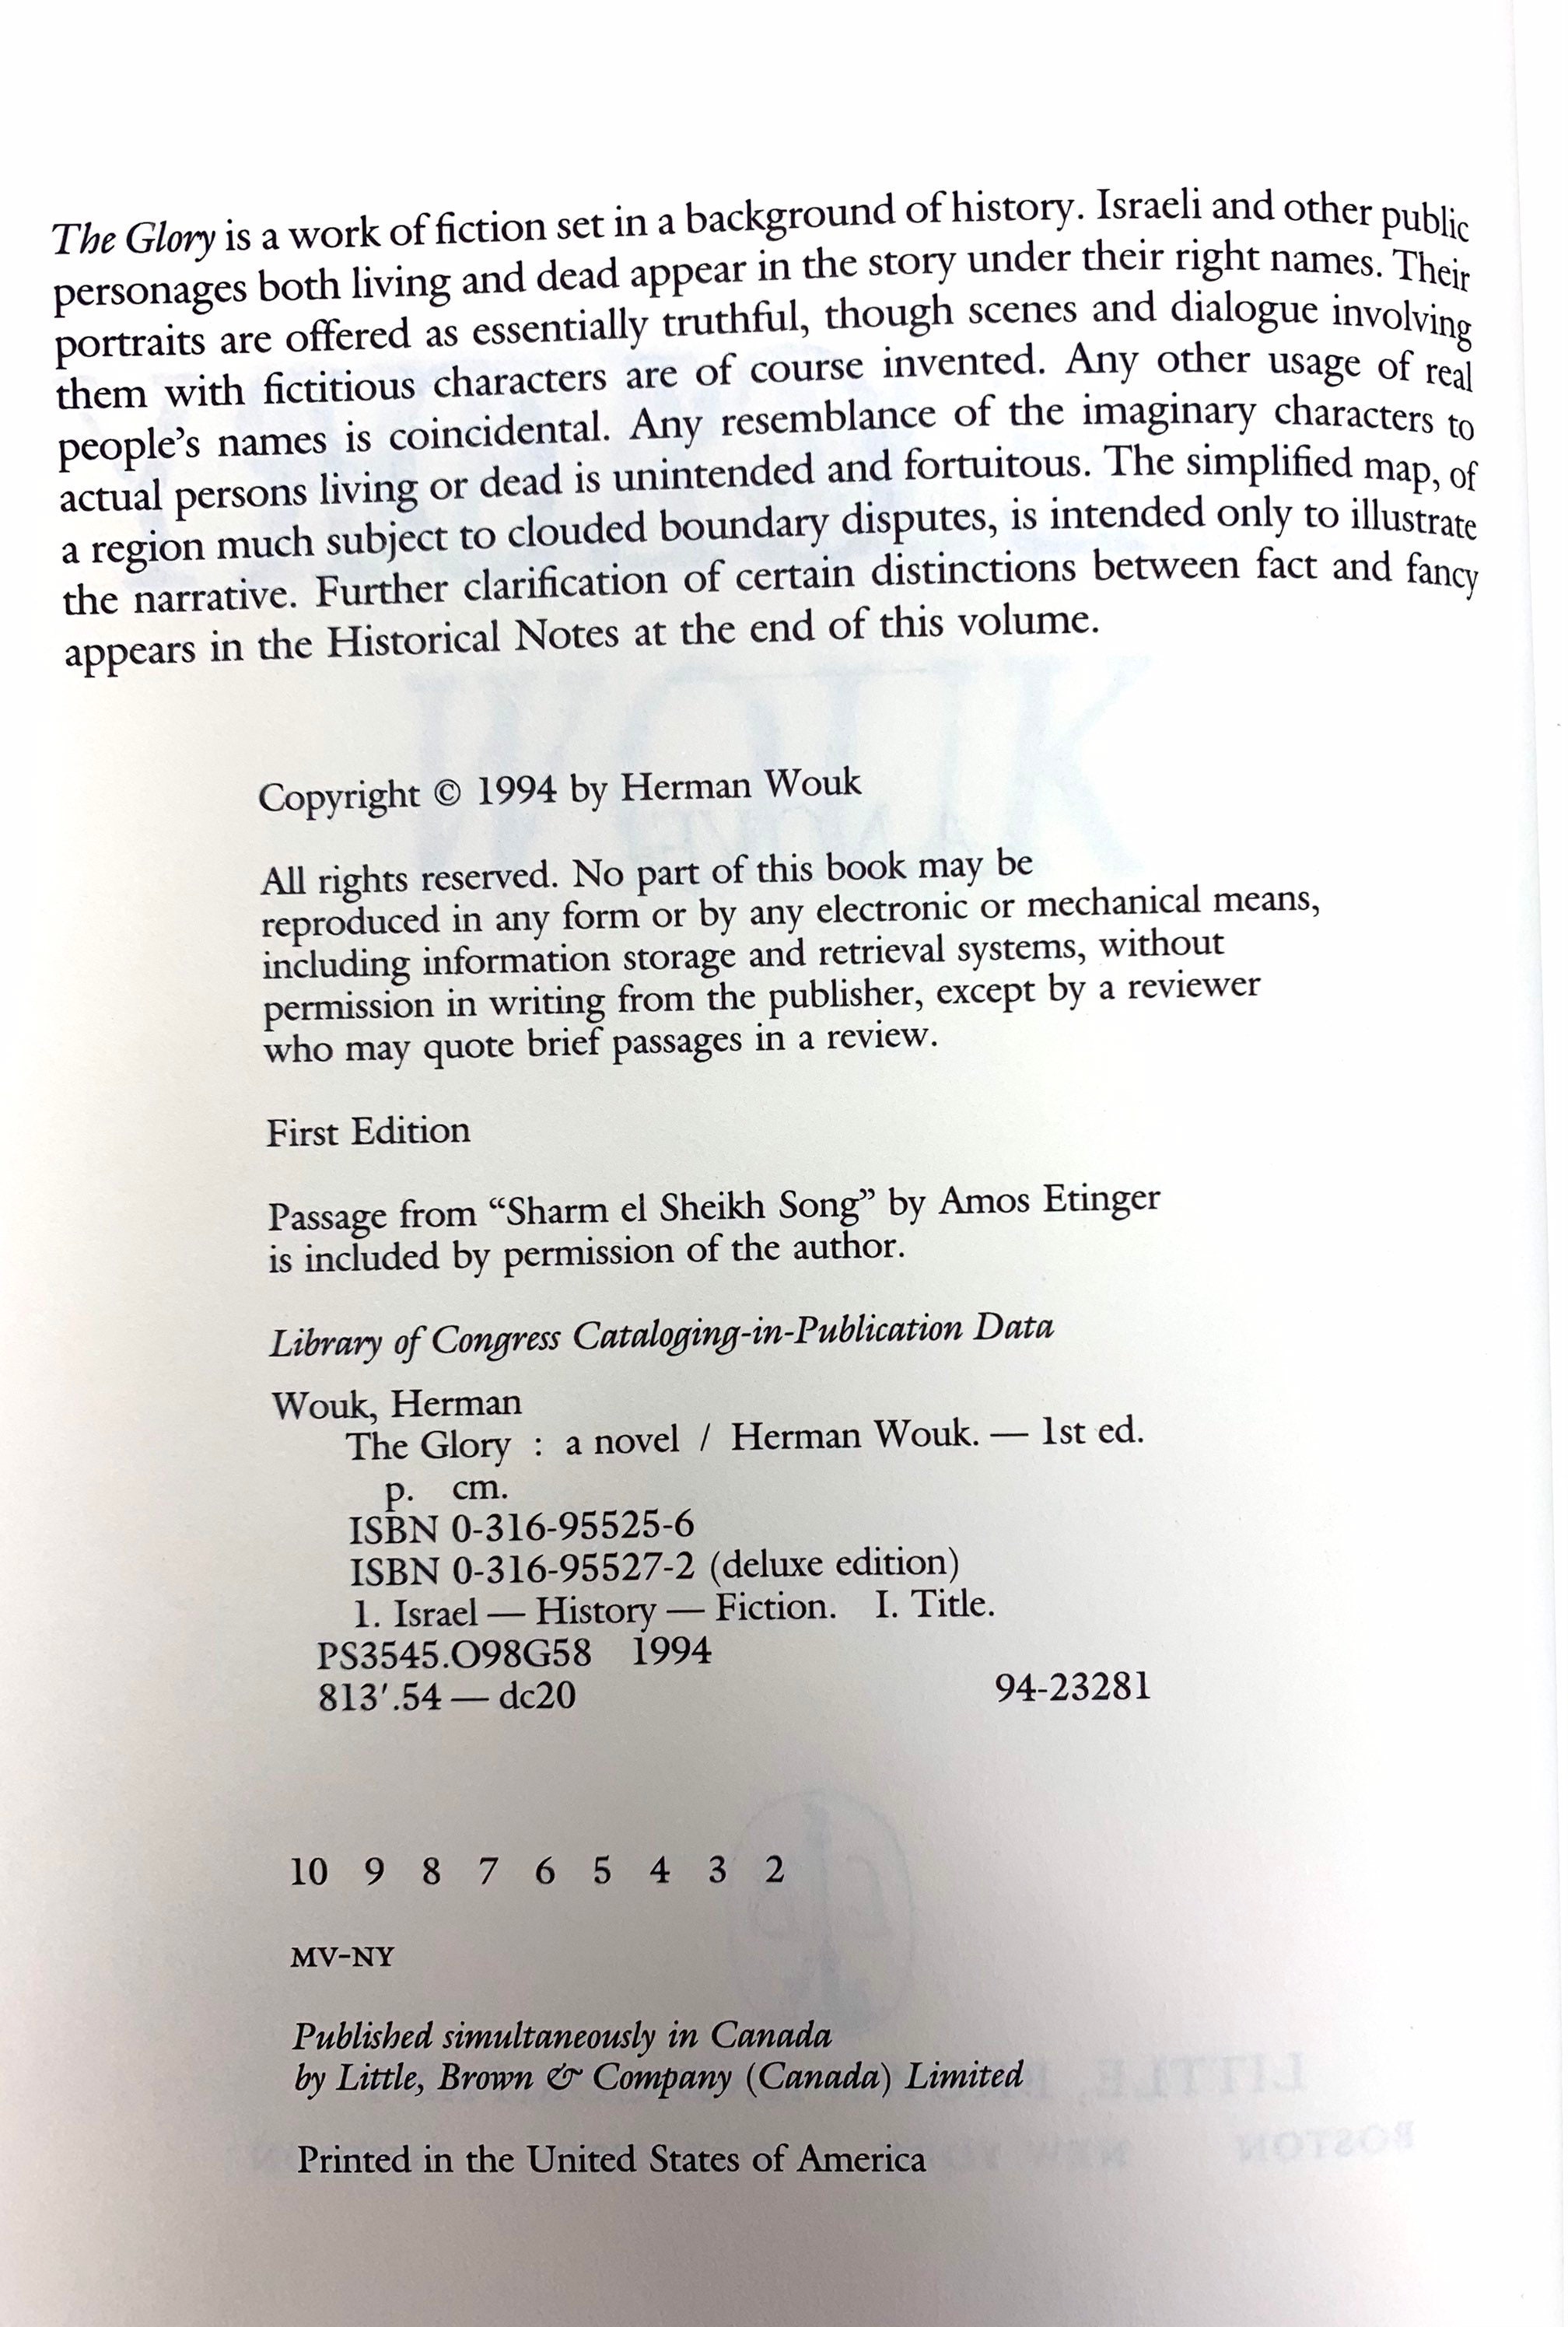 The Glory is a work of fiction set in a background of history. Israeli and other public
personages both living and dead appear in the story under their right names. Their
portraits are offered as essentially truthful, though scenes and dialogue involving
them with fictitious characters are of course invented. Any other usage of real
people's names is coincidental. Any resemblance of the imaginary characters to
actual persons living or dead is unintended and fortuitous. The simplified map, of
a region much subject to clouded boundary disputes, is intended only to illustrate
the narrative. Further clarification of certain distinctions between fact and fancy
appears in the Historical Notes at the end of this volume.
Copyright © 1994 by Herman Wouk
All rights reserved. No part of this book may be
reproduced in any form or by any electronic or mechanical means,
including information storage and retrieval systems, without
permission in writing from the publisher, except by a reviewer
who may quote brief passages in a review.
First Edition
Passage from “Sharm el Sheikh Song” by Amos Etinger
is included by permission of the author.
Library of Congress Cataloging-in-Publication Data
Wouk, Herman
The Glory : a novel / Herman Wouk. — 1st ed.
p. cm.
ISBN 0-316-95525-6
ISBN 0-316-95527-2 (deluxe edition)
1. Israel — History — Fiction. I. Title.
PS3545.O98G58 1994
813′.54 — dc20 94-23281
10 9 8 7 6 5 4 3 2
MV-NY
Published simultaneously in Canada
by Little, Brown & Company (Canada) Limited
Printed in the United States of America